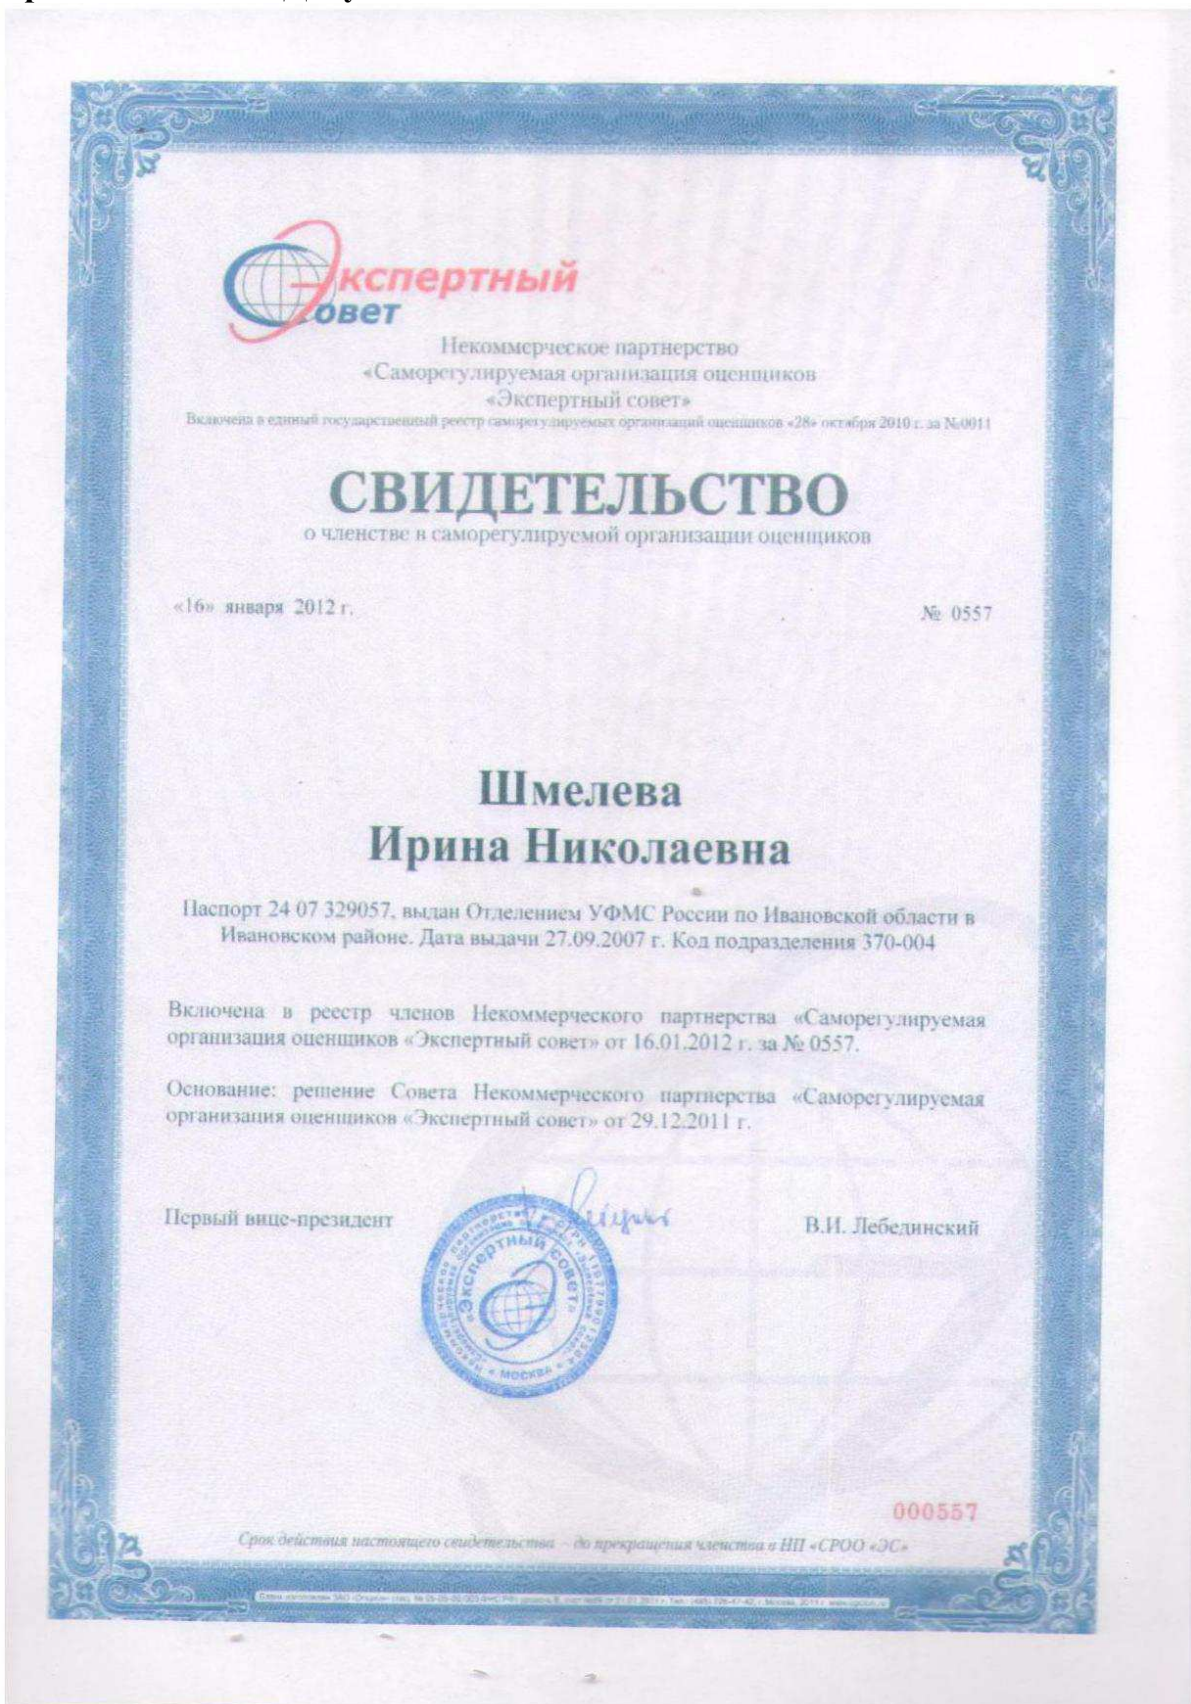 Экспертный
Совет
Некоммерческое партнерство
«Саморегулируемая организация оценщиков
«Экспертный совет»
Включена в единый государственный реестр саморегулируемых организаций оценщиков «28» октября 2010 г. за №0011
СВИДЕТЕЛЬСТВО
о членстве в саморегулируемой организации оценщиков
«16» января 2012 г.
№ 0557
Шмелева
Ирина Николаевна
Паспорт 24 07 329057, выдан Отделением УФМС России по Ивановской области в
Ивановском районе. Дата выдачи 27.09.2007 г. Код подразделения 370-004
Включена в реестр членов Некоммерческого партнерства «Саморегулируемая
организация оценщиков «Экспертный совет» от 16.01.2012 г. за № 0557.
Основание: решение Совета Некоммерческого партнерства «Саморегулируемая
организация оценщиков «Экспертный совет» от 29.12.2011 г.
Первый вице-президент
В.И. Лебединский
«Экспертный совет»
МОСКВА
000557
Срок действия настоящего свидетельства – до прекращения членства в НП «СРОО «ЭС»